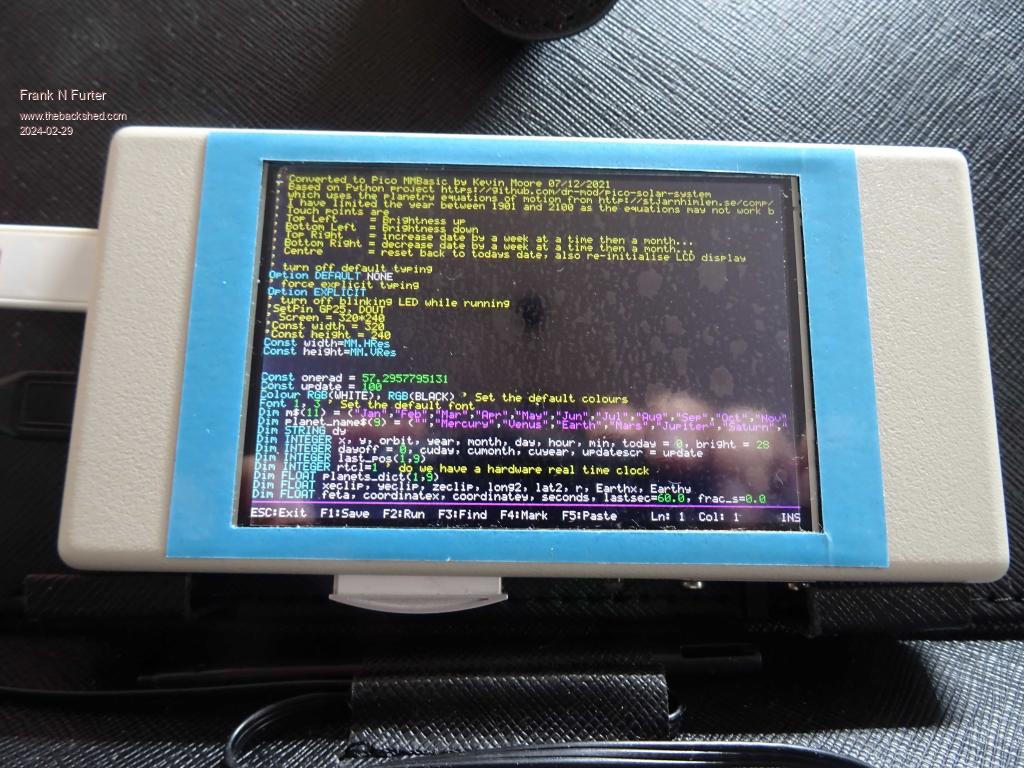 Frank N Furter
www.thebackshed.com
2024-02-29
' Converted to Pico MMBasic by Kevin Moore 07/12/2021
' Based on Python project https://github.com/dr-mod/pico-solar-system
' which uses the planetry equations of motion from http://stjarnhimlen.se/comp/
' I have limited the year between 1901 and 2100 as the equations may not work b
' Touch points are
' Top Left = Brightness up
' Bottom Left = Brightness down
' Top Right = increase date by a week at a time then a month...
' Bottom Right = decrease date by a week at a time then a month...
' Centre = reset back to todays date, also re-initialise LCD display
'
' turn off default typing
Option DEFAULT NONE
' force explicit typing
Option EXPLICIT
' turn off blinking LED while running
'SetPin GP25, DOUT
' Screen = 320*240
'Const width = 320
'Const height = 240
Const width=MM.HRes
Const height=MM.VRes
Const onerad = 57.2957795131
Const update = 100
Colour RGB(WHITE), RGB(BLACK) ' Set the default colours
Font 1, 3 ' Set the default font
Dim m$(11) = ("Jan","Feb","Mar","Apr","May","Jun","Jul","Aug","Sep","Oct","Nov"
Dim planet_name$(9) = ("","Mercury","Venus","Earth","Mars","Jupiter","Saturn","
Dim STRING dy
Dim INTEGER x, y, orbit, year, month, day, hour, min, today = 0, bright = 28
Dim INTEGER dayoff = 0, cuday, cumonth, cuyear, updatescr = update
Dim INTEGER last_pos(1,9)
Dim INTEGER rtcl=1 ' do we have a hardware real time clock
Dim FLOAT planets_dict(1,9)
Dim FLOAT xeclip, yeclip, zeclip, long2, lat2, r, Earthx, Earthy
Dim FLOAT feta, coordinatex, coordinatey, seconds, lastsec=60.0, frac_s=0.0
ESC:Exit F1:Save F2:Run F3:Find F4:Mark F5:Paste Ln: 1 Col: 1 INS